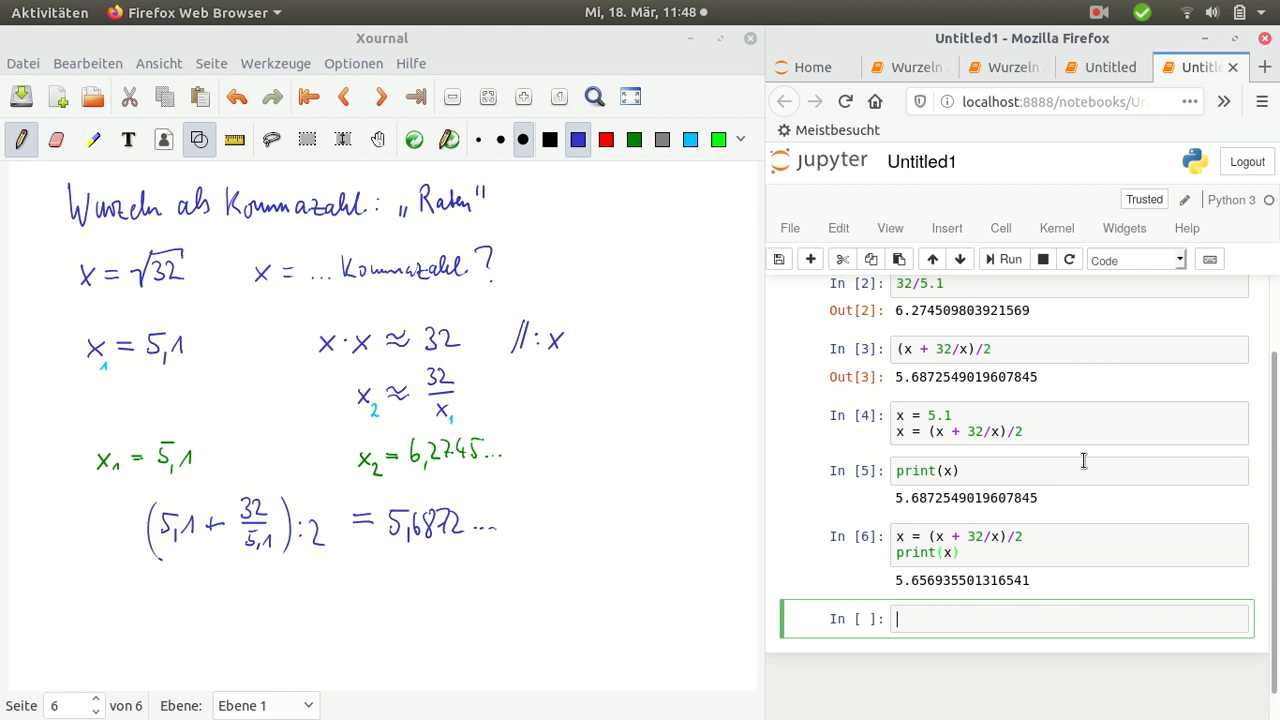 Aktivitäten Firefox Web Browser Mi, 18. Mär, 11:48
Xournal
Datei Bearbeiten Ansicht Seite Werkzeuge Optionen Hilfe
T
Wurzeln als Kommazahl: „Raten"
x = √32 x = ... Kommazahl?
x₁ = 5,1 x · x ≈ 32 //: x
x₂ ≈ 32/x₁
x₁ = 5,1 x₂ = 6,2745...
(5,1 + 32/5,1) : 2 = 5,6872...
Seite 6 von 6 Ebene: Ebene 1
Untitled1 - Mozilla Firefox
Home Wurzeln Wurzeln Untitled Untitl
localhost:8888/notebooks/Un
Meistbesucht
jupyter Untitled1 Logout
Trusted Python 3
File Edit View Insert Cell Kernel Widgets Help
Run Code
In [2]: 32/5.1
Out[2]: 6.274509803921569
In [3]: (x + 32/x)/2
Out[3]: 5.6872549019607845
In [4]: x = 5.1
x = (x + 32/x)/2
In [5]: print(x)
5.6872549019607845
In [6]: x = (x + 32/x)/2
print(x)
5.656935501316541
In [ ]: